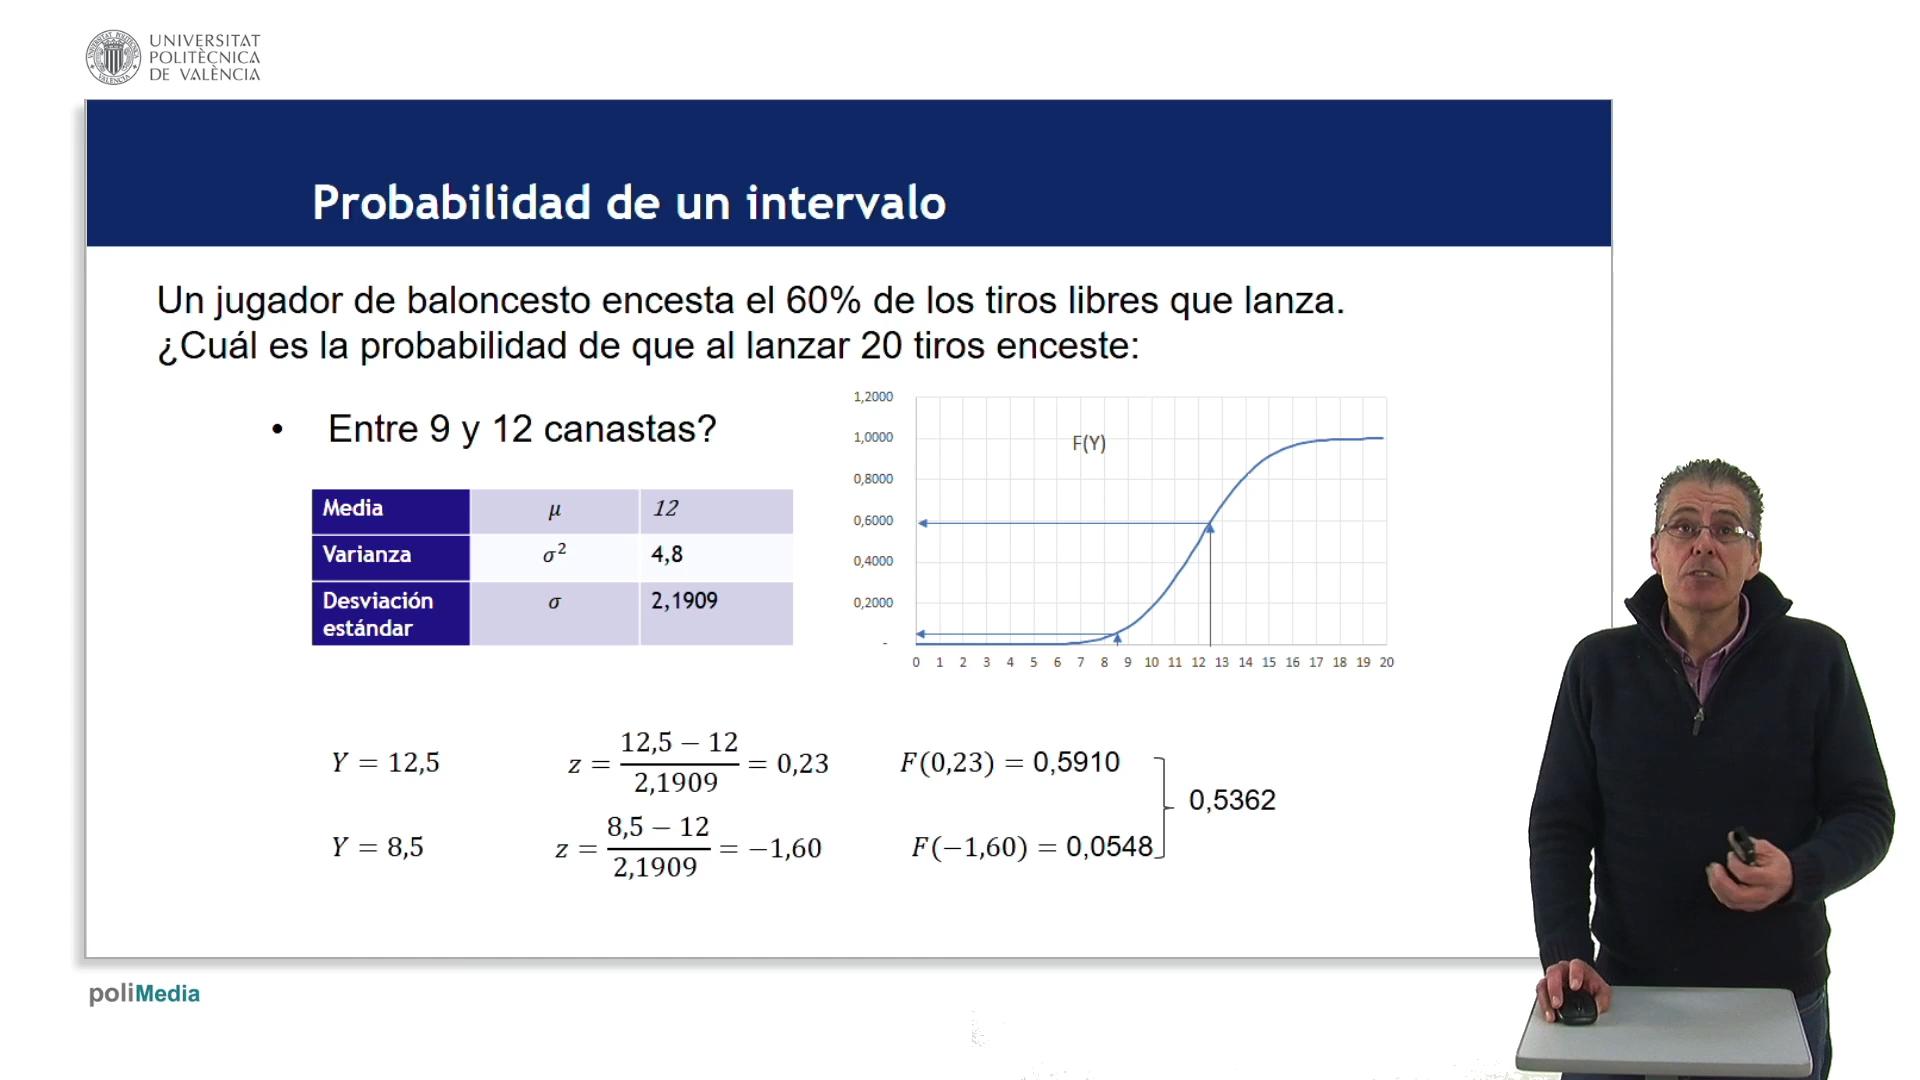 UNIVERSITAT
POLITÈCNICA
DE VALÈNCIA
Probabilidad de un intervalo
Un jugador de baloncesto encesta el 60% de los tiros libres que lanza.
¿Cuál es la probabilidad de que al lanzar 20 tiros enceste:
• Entre 9 y 12 canastas?
Media μ 12
Varianza σ² 4,8
Desviación estándar σ 2,1909
F(Y)
1,2000
1,0000
0,8000
0,6000
0,4000
0,2000
-
0 1 2 3 4 5 6 7 8 9 10 11 12 13 14 15 16 17 18 19 20
Y = 12,5 z = (12,5 − 12)/2,1909 = 0,23 F(0,23) = 0,5910
0,5362
Y = 8,5 z = (8,5 − 12)/2,1909 = −1,60 F(−1,60) = 0,0548
poliMedia